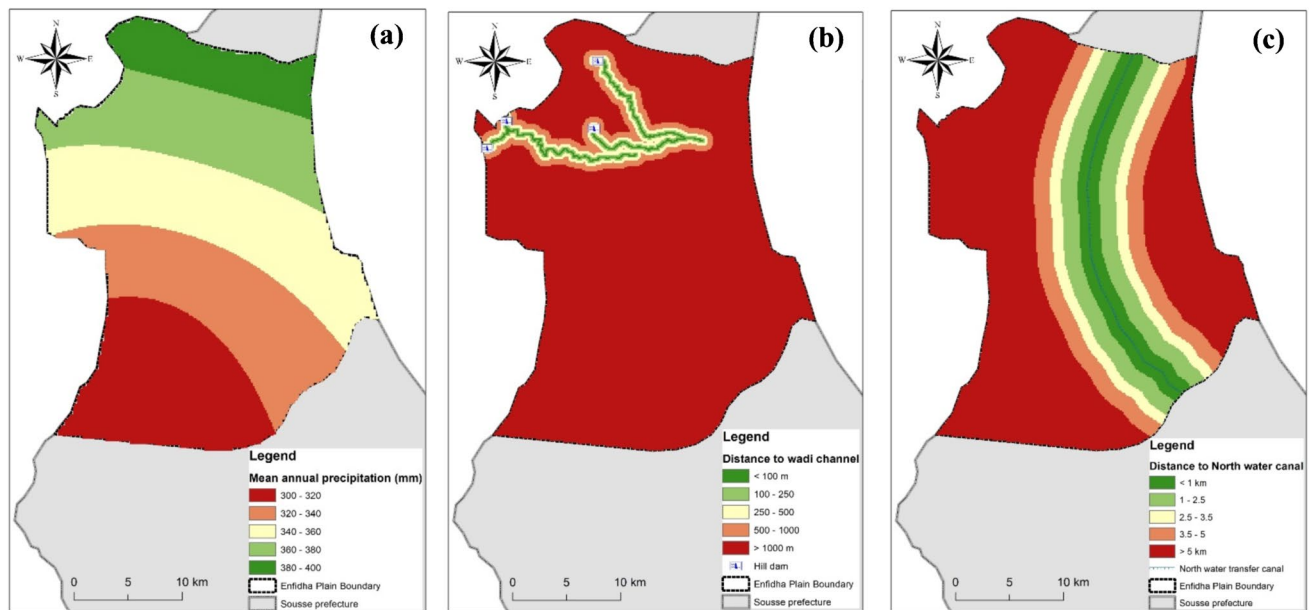 (a)
N
W E
S
Legend
Mean annual precipitation (mm)
300 - 320
320 - 340
340 - 360
360 - 380
380 - 400
Enfidha Plain Boundary
Sousse prefecture
0 5 10 km
(b)
N
W E
S
Legend
Distance to wadi channel
< 100 m
100 - 250
250 - 500
500 - 1000
> 1000 m
Hill dam
Enfidha Plain Boundary
Sousse prefecture
0 5 10 km
(c)
N
W E
S
Legend
Distance to North water canal
< 1 km
1 - 2.5
2.5 - 3.5
3.5 - 5
> 5 km
North water transfer canal
Enfidha Plain Boundary
Sousse prefecture
0 5 10 km